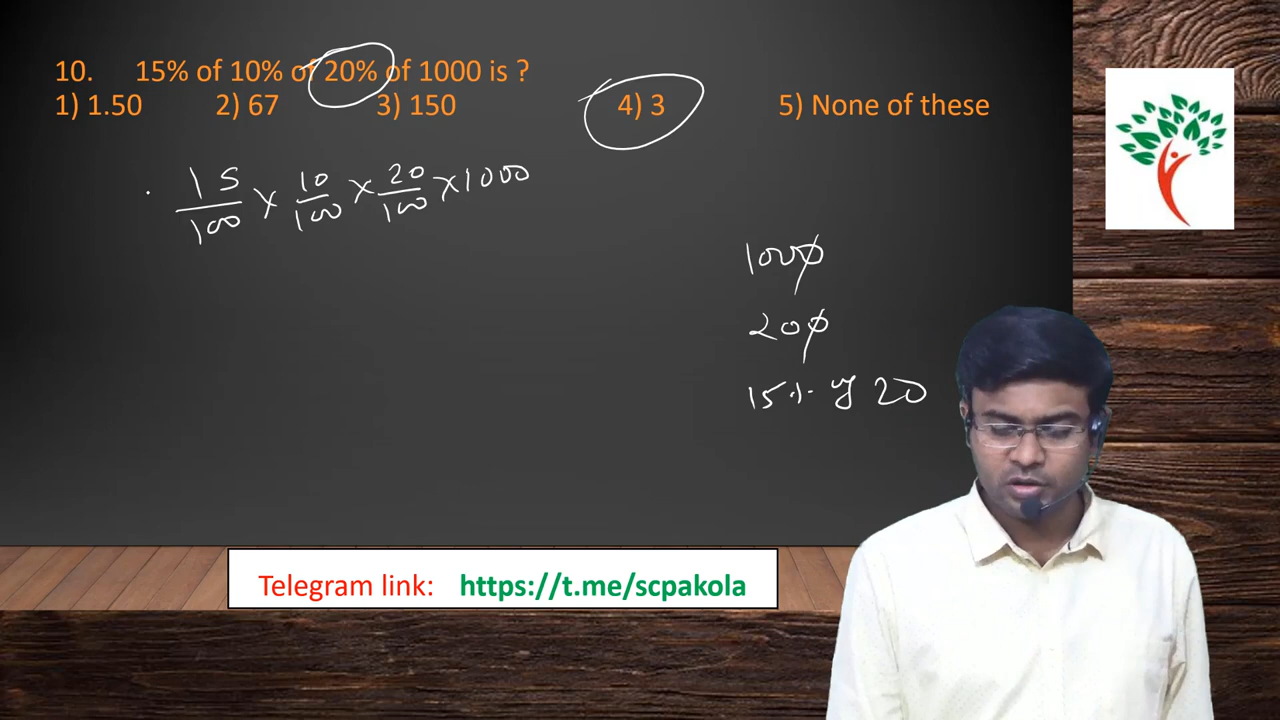 10. 15% of 10% of 20% of 1000 is ?
1) 1.50 2) 67 3) 150 4) 3 5) None of these
15/100 × 10/100 × 20/100 × 1000
1000
200
15% of 20
Telegram link: https://t.me/scpakola